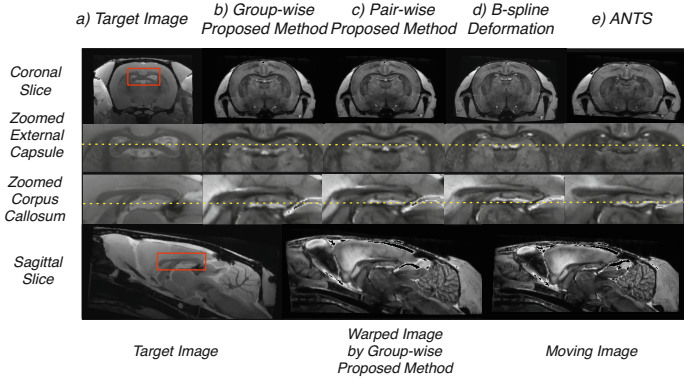 a) Target Image
b) Group-wise
Proposed Method
c) Pair-wise
Proposed Method
d) B-spline
Deformation
e) ANTS
Coronal
Slice
Zoomed
External
Capsule
Zoomed
Corpus
Callosum
Sagittal
Slice
Target Image
Warped Image
by Group-wise
Proposed Method
Moving Image